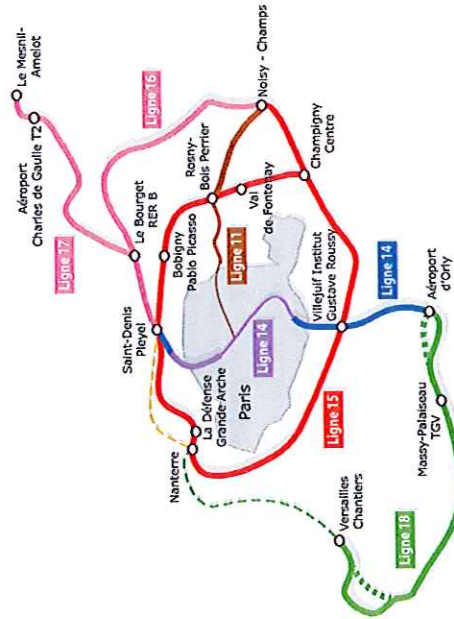 Le Mesnil-
Amelot
Aéroport
Charles de Gaulle T2
Ligne 17
Ligne 16
Le Bourget
RER B
Noisy - Champs
Rosny-
Bois Perrier
Bobigny
Pablo Picasso
Val
de Fontenay
Champigny
Centre
Saint-Denis
Pleyel
Ligne 11
Ligne 14
La Défense
Grande Arche
Paris
Nanterre
Villejuif Institut
Gustave Roussy
Ligne 14
Ligne 15
Aéroport
d'Orly
Versailles
Chantiers
Massy-Palaiseau
TGV
Ligne 18